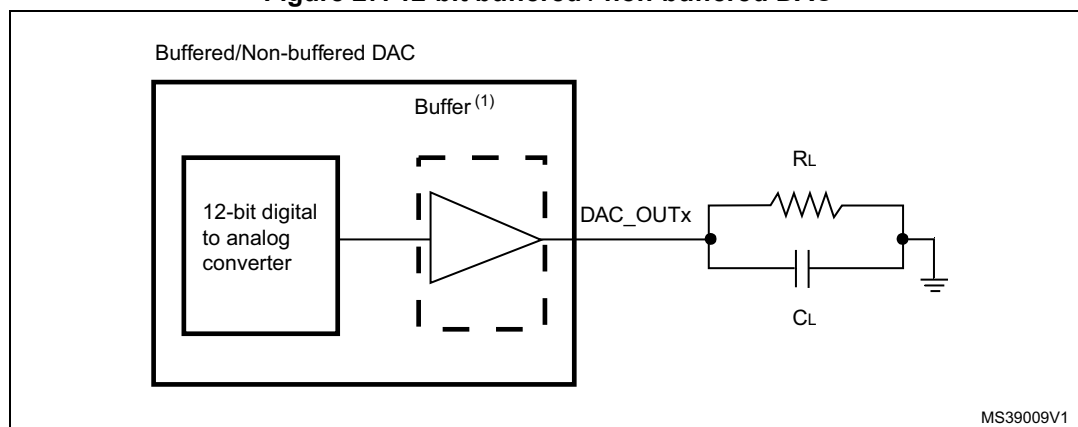 Figure 27. 12-bit buffered / non-buffered DAC
Buffered/Non-buffered DAC
Buffer (1)
12-bit digital
to analog
converter
DAC_OUTx
RL
CL
MS39009V1